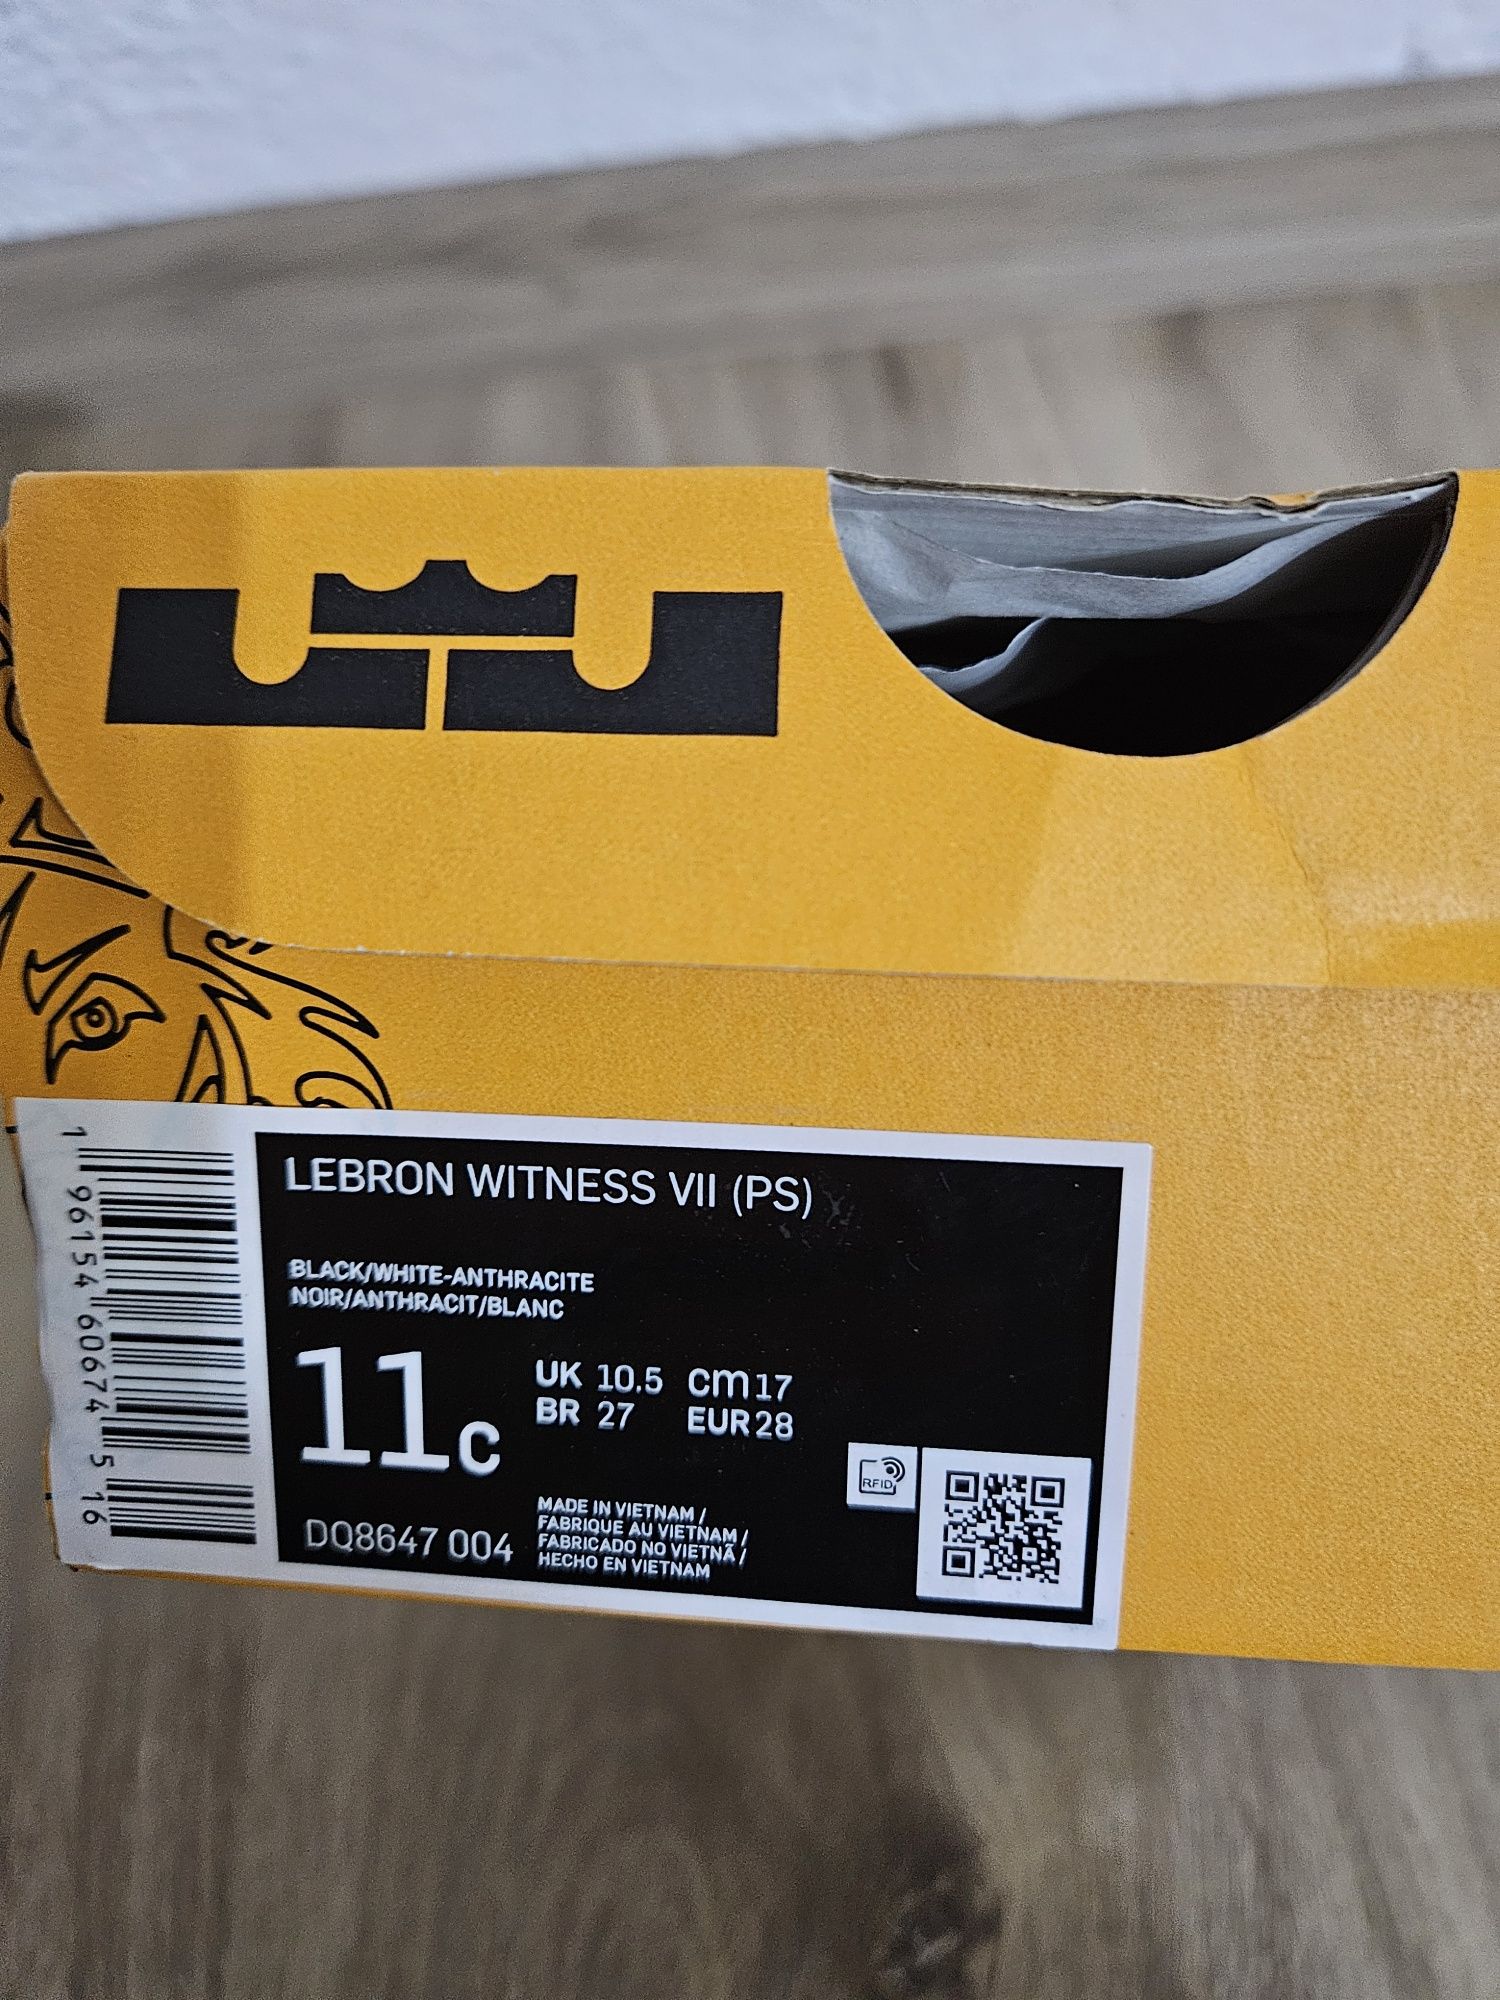 LEBRON WITNESS VII (PS)
BLACK/WHITE-ANTHRACITE
NOIR/ANTHRACIT/BLANC
11c
UK 10.5 cm 17
BR 27 EUR 28
DQ8647 004
MADE IN VIETNAM /
FABRIQUE AU VIETNAM /
FABRICADO NO VIETNÃ /
HECHO EN VIETNAM
RFID
1 96154 60674 5 16